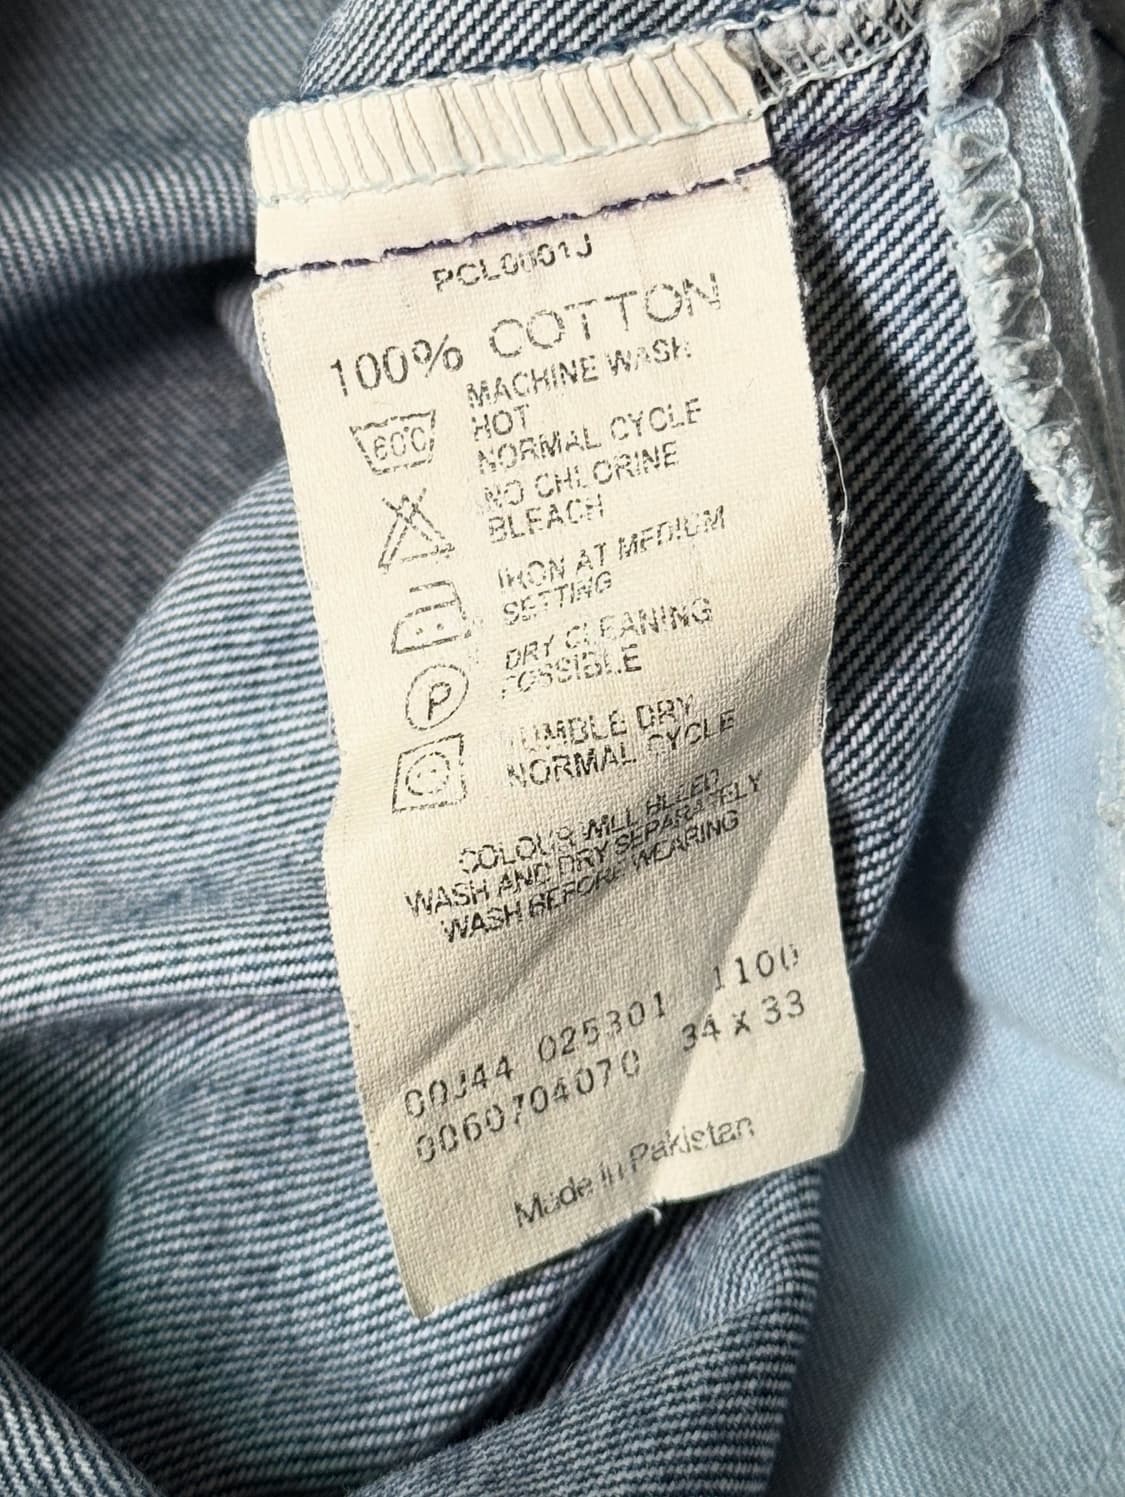 PCL0001J
100% COTTON
60°C
MACHINE WASH
HOT
NORMAL CYCLE
NO CHLORINE
BLEACH
IRON AT MEDIUM
SETTING
DRY CLEANING
POSSIBLE
P
TUMBLE DRY
NORMAL CYCLE
COLOUR WILL BLEED
WASH AND DRY SEPARATELY
WASH BEFORE WEARING
00J44 025301 1100
0060704070 34 X 33
Made in Pakistan